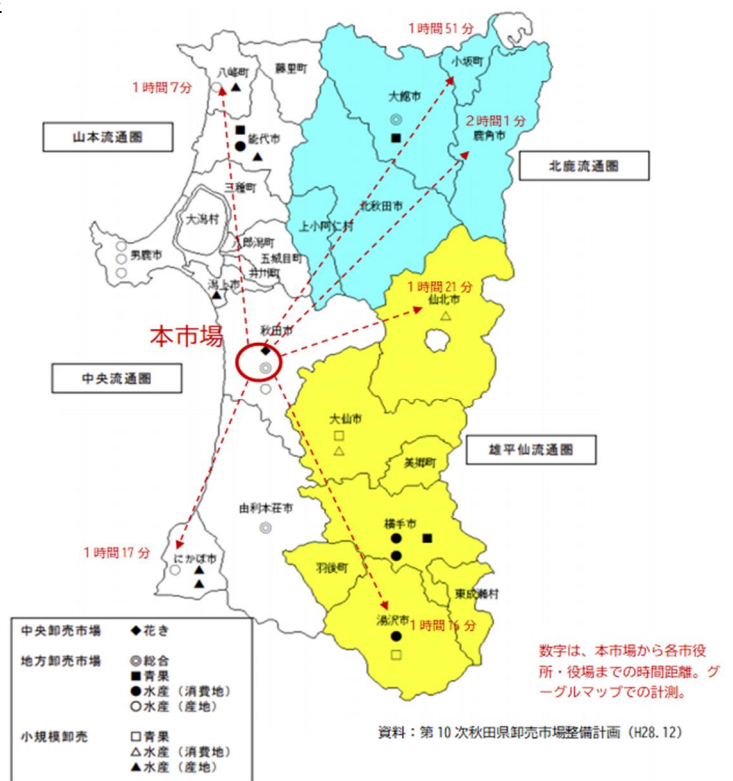 1時間51分
小坂町
八峰町
藤里町
1時間7分
大館市
2時間1分
鹿角市
山本流通圏
能代市
北鹿流通圏
三種町
大潟村
北秋田市
上小阿仁村
八郎潟町
五城目町
井川町
男鹿市
潟上市
1時間21分
仙北市
本市場
秋田市
中央流通圏
大仙市
美郷町
雄平仙流通圏
由利本荘市
横手市
1時間17分
にかほ市
羽後町
東成瀬村
湯沢市
1時間16分
中央卸売市場 ◆花き
地方卸売市場 ◎総合
■青果
●水産（消費地）
○水産（産地）
小規模卸売 □青果
△水産（消費地）
▲水産（産地）
数字は、本市場から各市役
所・役場までの時間距離。グ
ーグルマップでの計測。
資料：第10次秋田県卸売市場整備計画（H28.12）